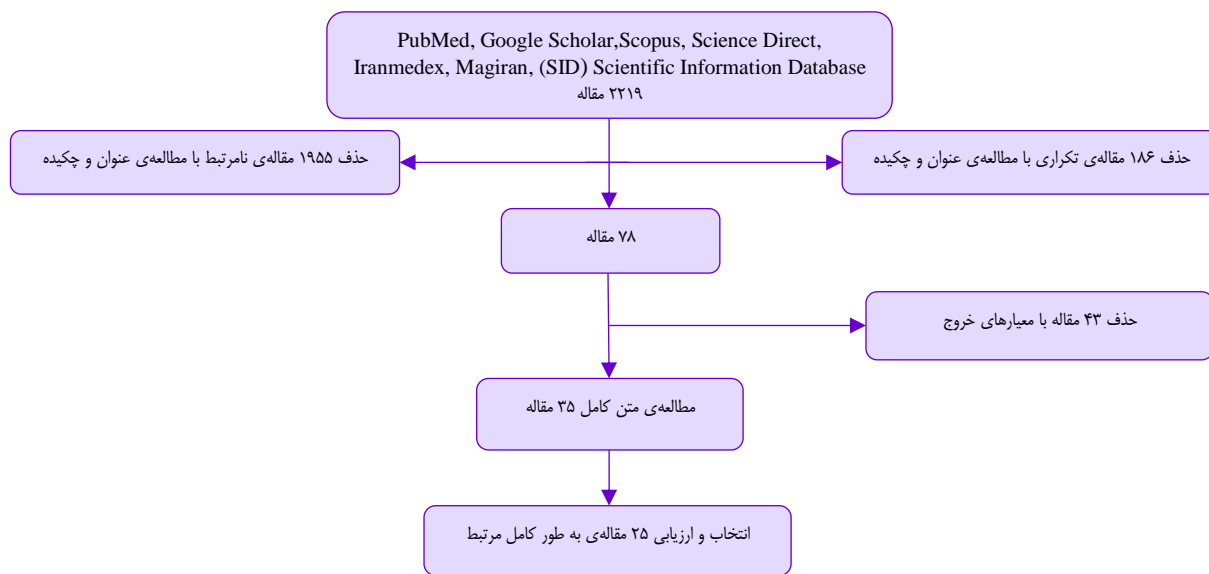 PubMed, Google Scholar,Scopus, Science Direct,
Iranmedex, Magiran, (SID) Scientific Information Database
۲۲۱۹ مقاله
حذف ۱۸۶ مقاله‌ی تکراری با مطالعه‌ی عنوان و چکیده
حذف ۱۹۵۵ مقاله‌ی نامرتبط با مطالعه‌ی عنوان و چکیده
۷۸ مقاله
حذف ۴۳ مقاله با معیارهای خروج
مطالعه‌ی متن کامل ۳۵ مقاله
انتخاب و ارزیابی ۲۵ مقاله‌ی به طور کامل مرتبط